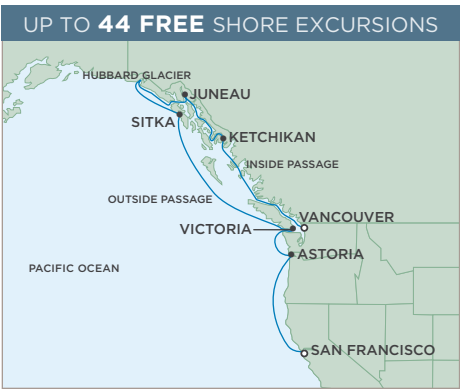 UP TO 44 FREE SHORE EXCURSIONS
HUBBARD GLACIER
JUNEAU
SITKA
KETCHIKAN
INSIDE PASSAGE
OUTSIDE PASSAGE
VANCOUVER
VICTORIA
ASTORIA
PACIFIC OCEAN
SAN FRANCISCO